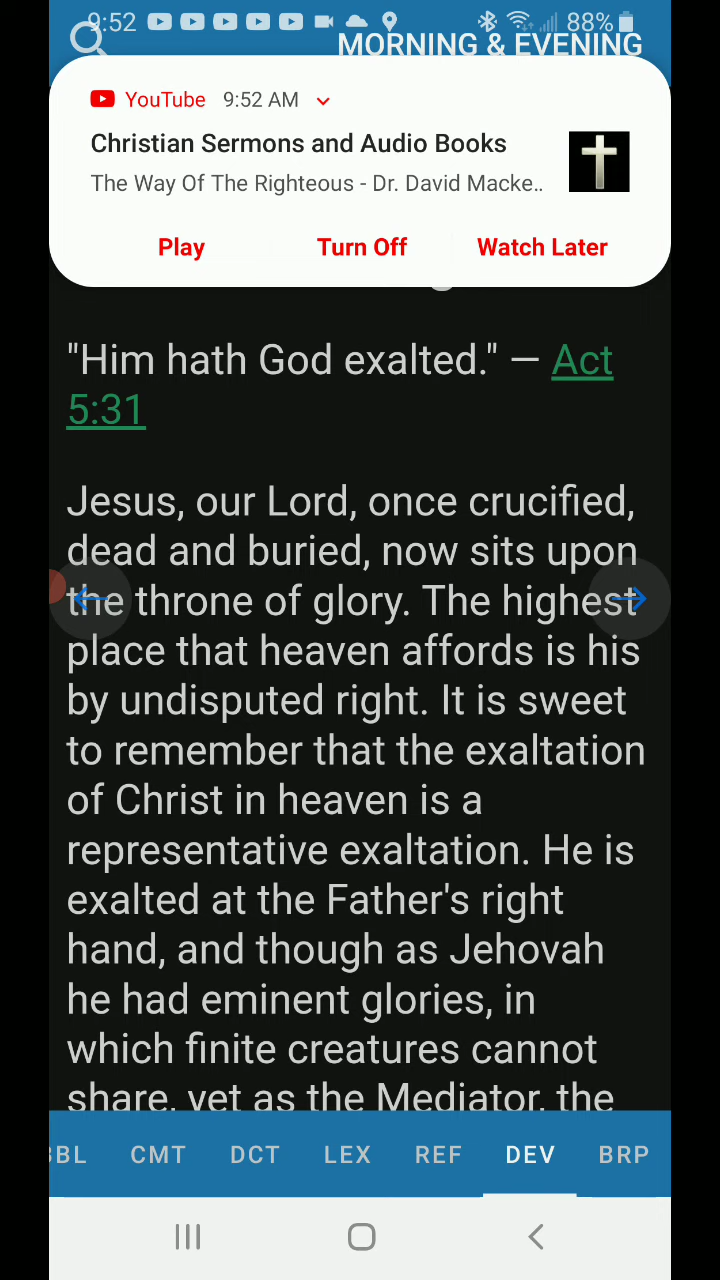 9:52 88%
MORNING & EVENING
YouTube 9:52 AM
Christian Sermons and Audio Books
The Way Of The Righteous - Dr. David Macke..
Play Turn Off Watch Later
"Him hath God exalted." — Act
5:31
Jesus, our Lord, once crucified,
dead and buried, now sits upon
the throne of glory. The highest
place that heaven affords is his
by undisputed right. It is sweet
to remember that the exaltation
of Christ in heaven is a
representative exaltation. He is
exalted at the Father's right
hand, and though as Jehovah
he had eminent glories, in
which finite creatures cannot
share, yet as the Mediator, the
BBL CMT DCT LEX REF DEV BRP